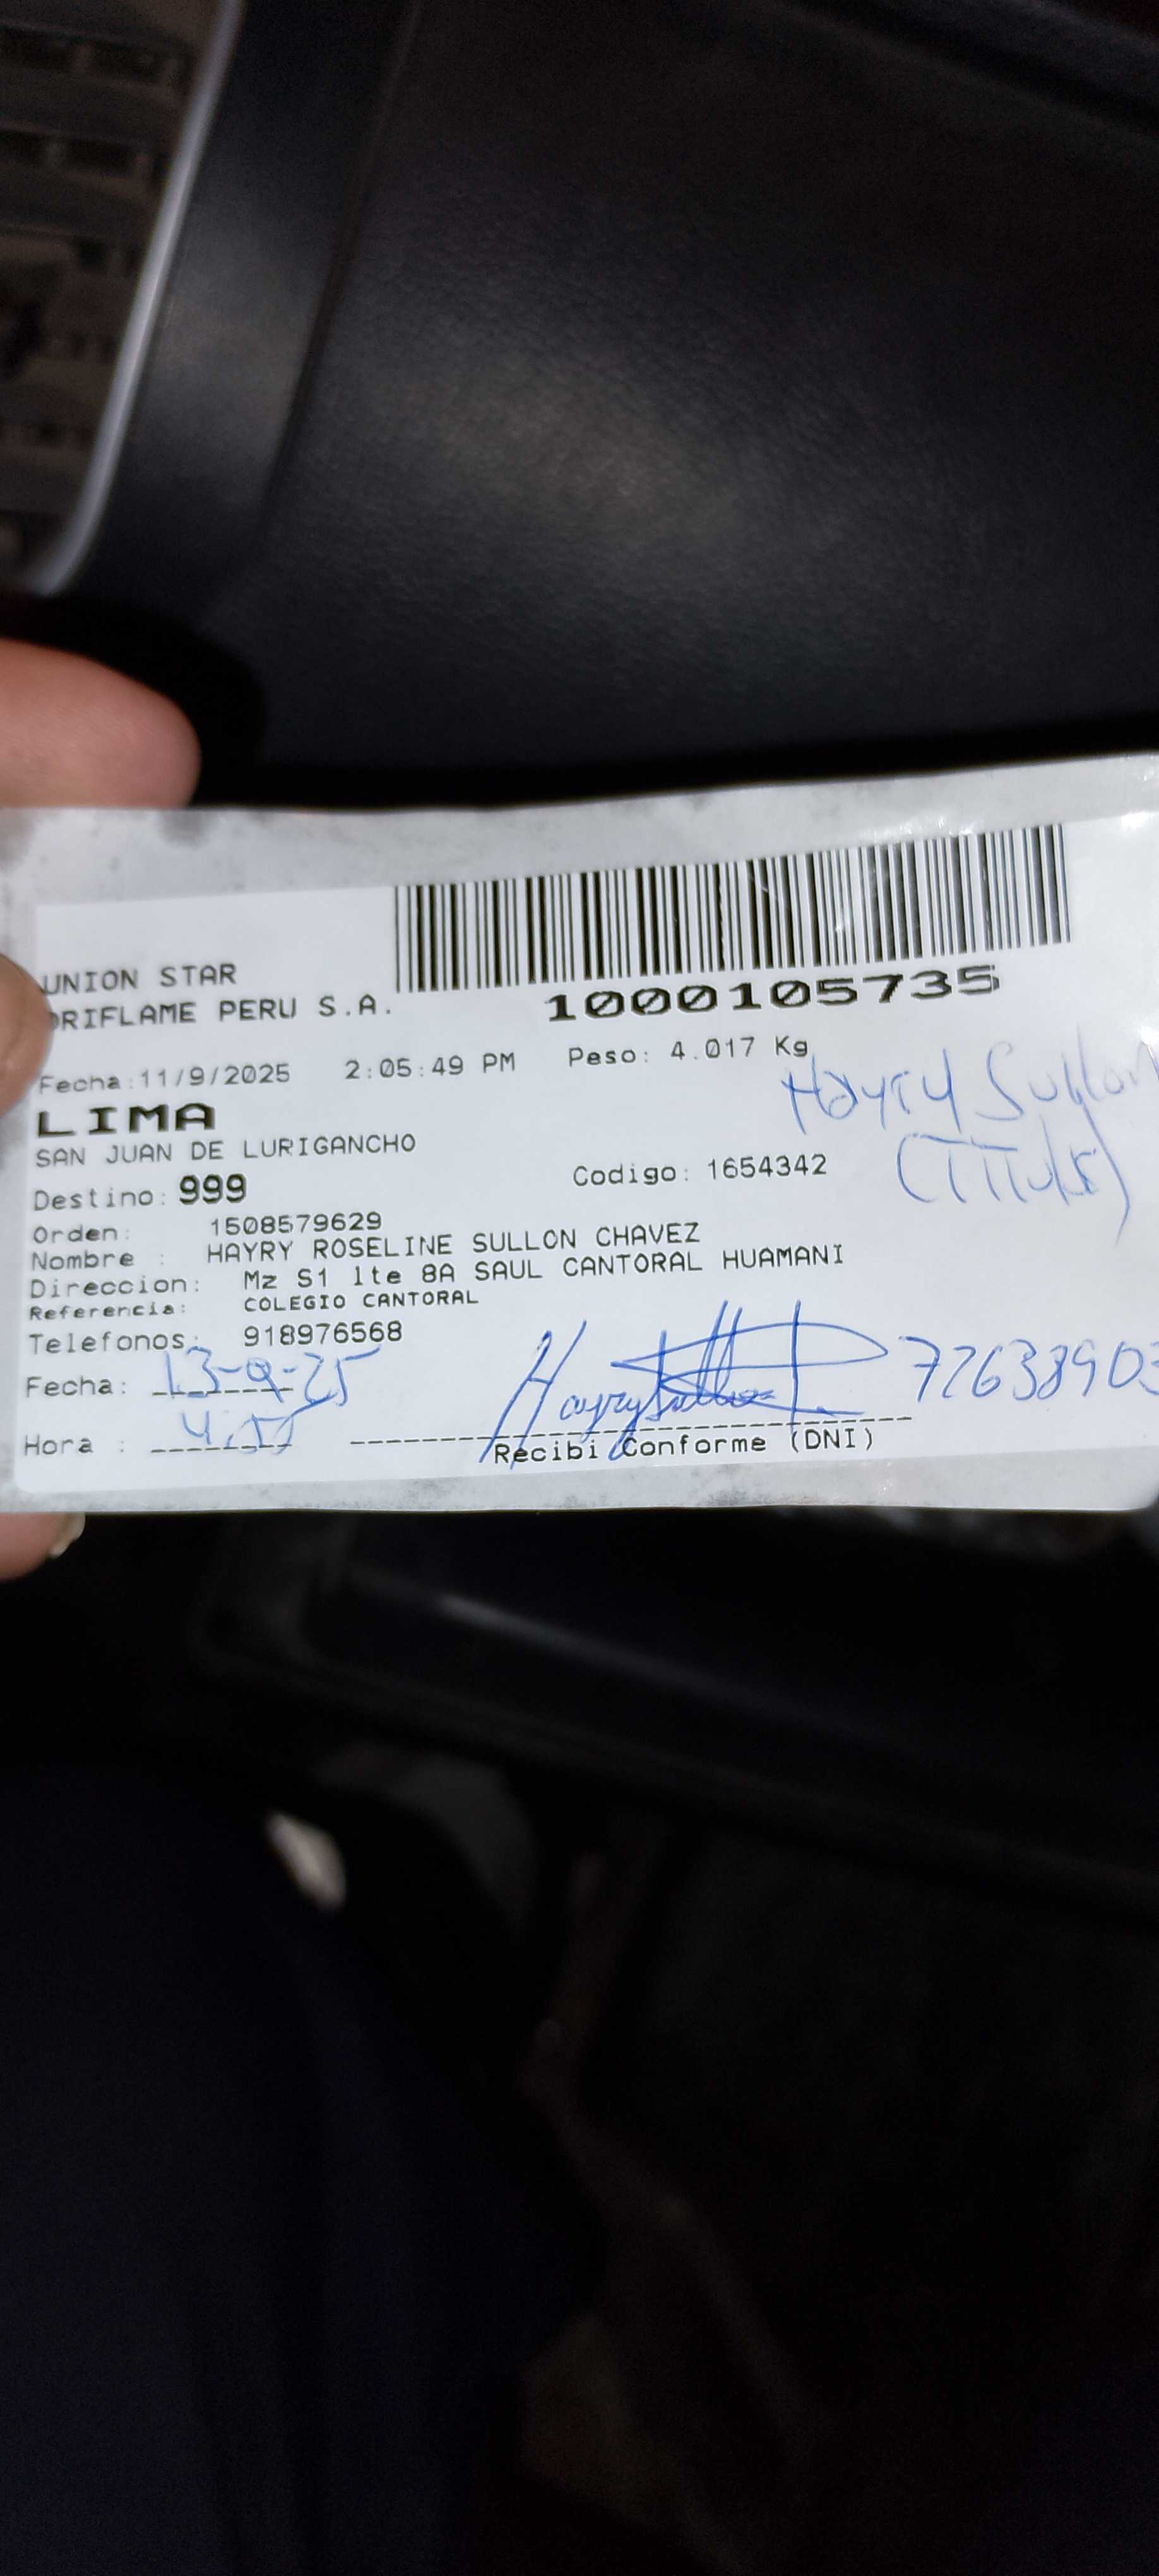 UNION STAR
ORIFLAME PERU S.A.
1000105735
Fecha:11/9/2025 2:05:49 PM Peso: 4.017 Kg
LIMA
Hayry Sullon
SAN JUAN DE LURIGANCHO
(Titular)
Destino: 999 Codigo: 1654342
Orden: 1508579629
Nombre : HAYRY ROSELINE SULLON CHAVEZ
Direccion: Mz S1 lte 8A SAUL CANTORAL HUAMANI
Referencia: COLEGIO CANTORAL
Telefonos: 918976568
Fecha: 13-9-25 Hayry Sullon 72638903
Hora :
Recibi Conforme (DNI)